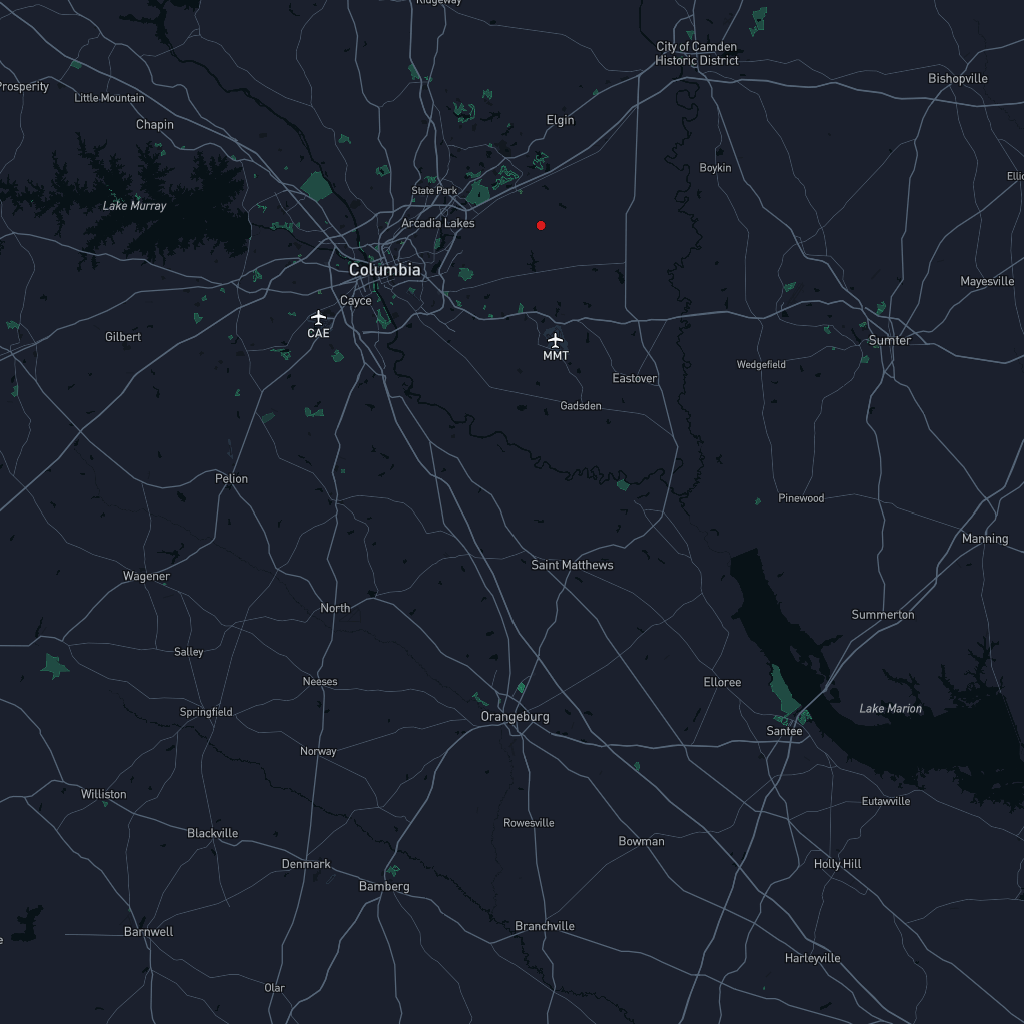 Ridgeway
City of Camden
Historic District
Prosperity
Little Mountain
Bishopville
Chapin
Elgin
Boykin
State Park
Lake Murray
Arcadia Lakes
Columbia
Mayesville
Cayce
CAE
Gilbert
MMT
Sumter
Wedgefield
Eastover
Gadsden
Pelion
Pinewood
Manning
Saint Matthews
Wagener
North
Summerton
Salley
Neeses
Elloree
Lake Marion
Springfield
Orangeburg
Santee
Norway
Williston
Eutawville
Rowesville
Blackville
Bowman
Denmark
Holly Hill
Bamberg
Branchville
Barnwell
Harleyville
Olar